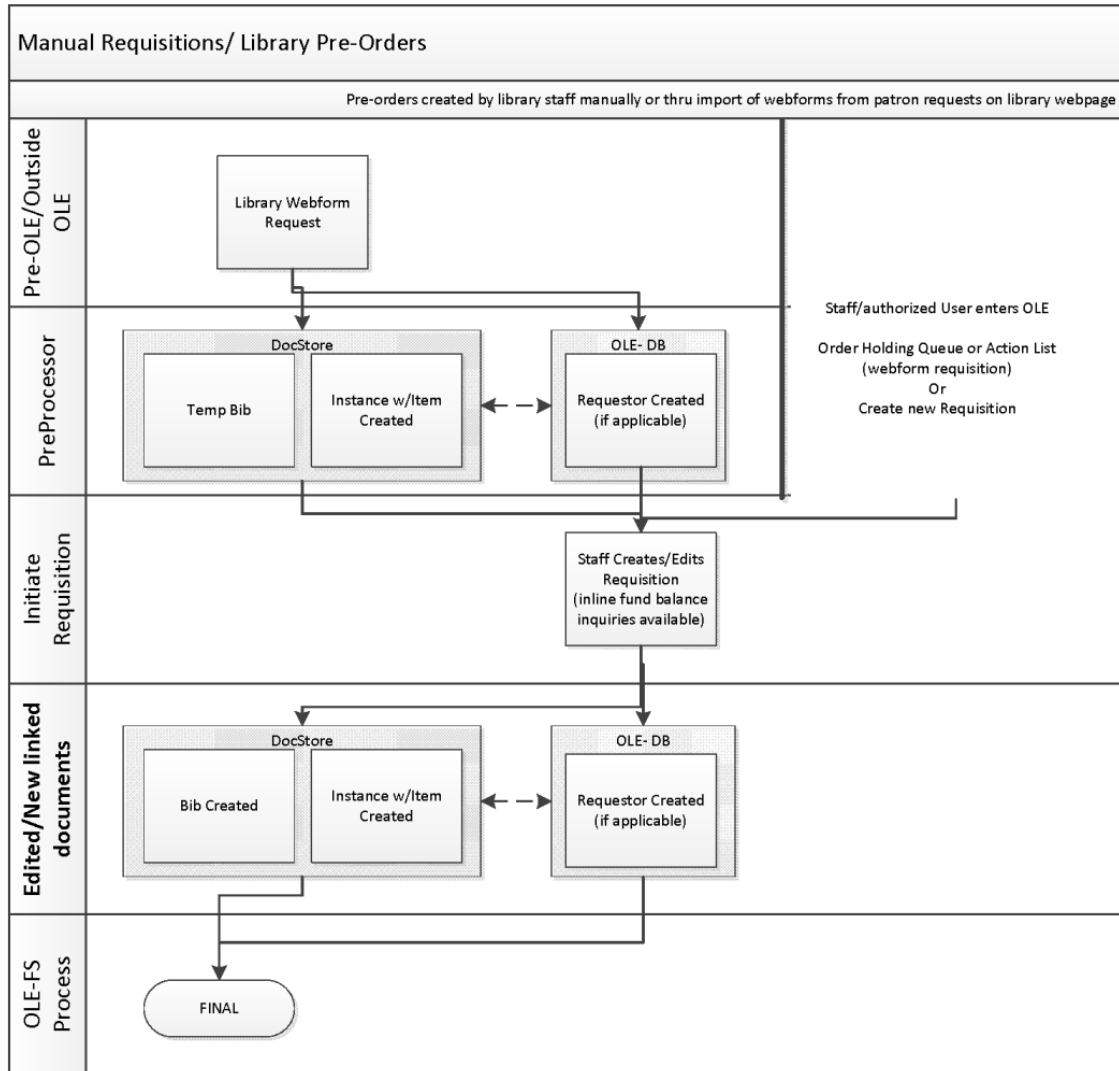 Manual Requisitions/ Library Pre-Orders
Pre-orders created by library staff manually or thru import of webforms from patron requests on library webpage
Pre-OLE/Outside
OLE
Library Webform
Request
PreProcessor
DocStore
Temp Bib
Instance w/Item
Created
OLE- DB
Requestor Created
(if applicable)
Staff/authorized User enters OLE
Order Holding Queue or Action List
(webform requisition)
Or
Create new Requisition
Initiate
Requisition
Staff Creates/Edits
Requisition
(inline fund balance
inquiries available)
Edited/New linked
documents
DocStore
Bib Created
Instance w/Item
Created
OLE- DB
Requestor Created
(if applicable)
OLE-FS
Process
FINAL